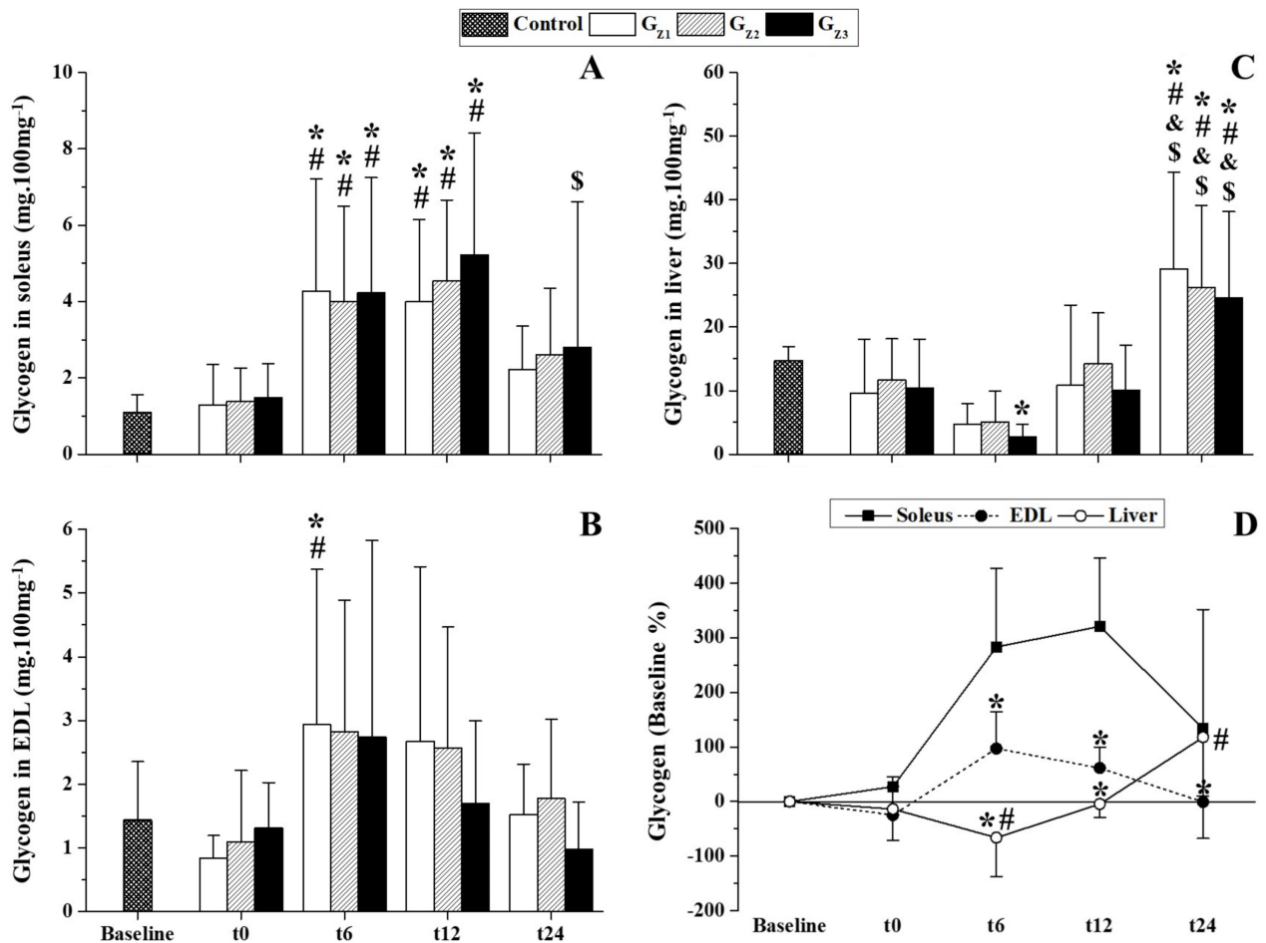 Control G_Z1 G_Z2 G_Z3
A
Glycogen in soleus (mg.100mg⁻¹)
10
8
6
4
2
0
* # * # * # * # * # * # $
C
Glycogen in liver (mg.100mg⁻¹)
60
50
40
30
20
10
0
* * # & $ * # & $ * # & $
B
Glycogen in EDL (mg.100mg⁻¹)
6
5
4
3
2
1
0
* #
Baseline t0 t6 t12 t24
Soleus EDL Liver
D
Glycogen (Baseline %)
500
400
300
200
100
0
-100
-200
* *# * * * #
Baseline t0 t6 t12 t24